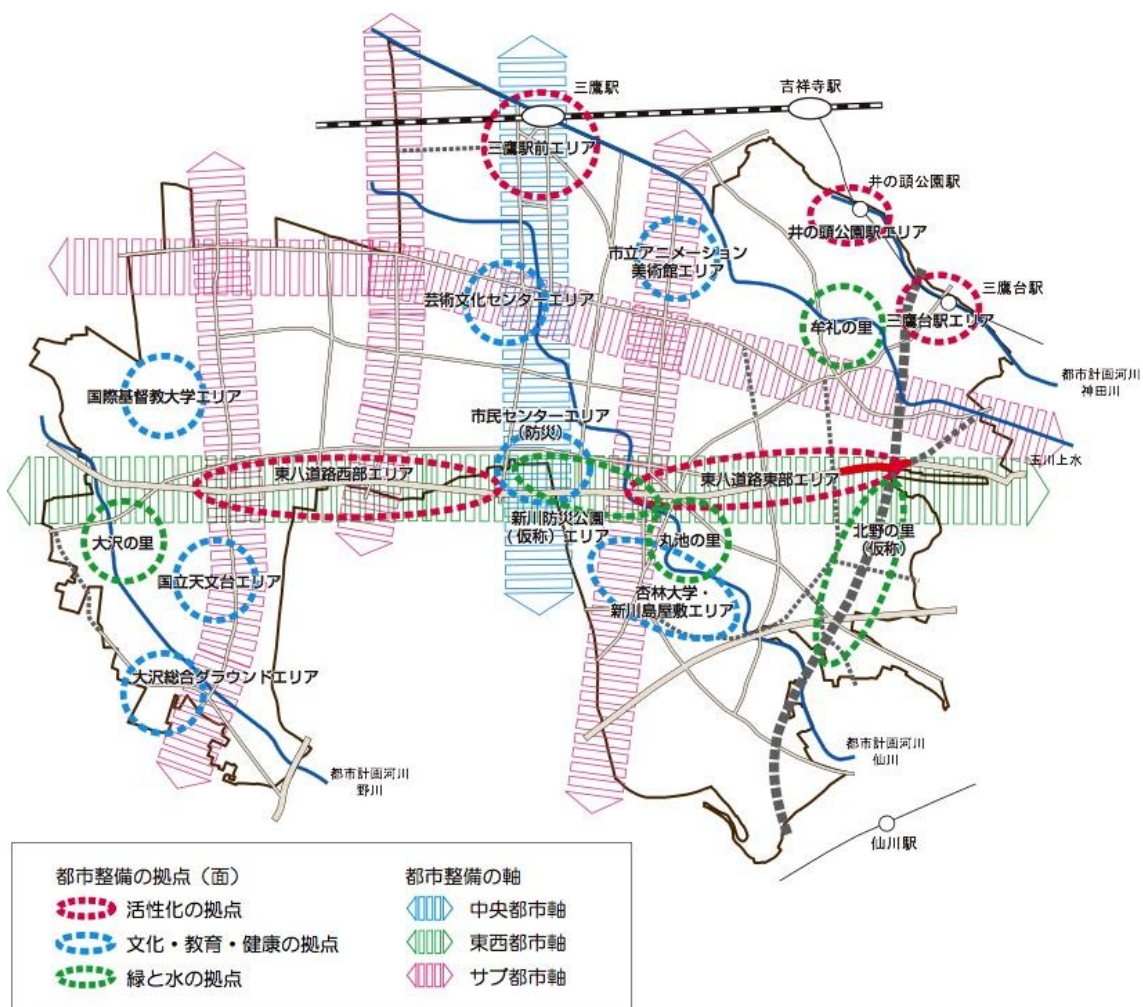 三鷹駅
吉祥寺駅
三鷹駅前エリア
井の頭公園駅
井の頭公園駅エリア
市立アニメーション
美術館エリア
三鷹台駅
三鷹台駅エリア
芸術文化センターエリア
牟礼の里
都市計画河川
神田川
国際基督教大学エリア
市民センターエリア
(防災)
玉川上水
東八道路西部エリア
東八道路東部エリア
新川防災公園
(仮称)エリア
大沢の里
丸池の里
北野の里
(仮称)
国立天文台エリア
杏林大学・
新川島屋敷エリア
大沢総合グラウンドエリア
都市計画河川
野川
都市計画河川
仙川
仙川駅
都市整備の拠点(面)
活性化の拠点
文化・教育・健康の拠点
緑と水の拠点
都市整備の軸
中央都市軸
東西都市軸
サブ都市軸